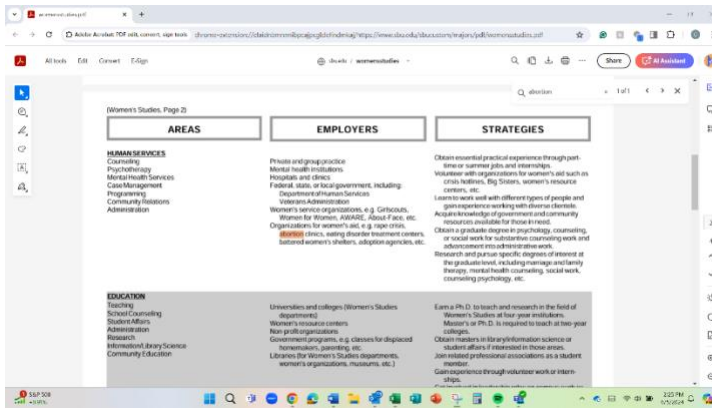 womensstudies.pdf
Adobe Acrobat: PDF edit, convert, sign tools
All tools Edit Convert E-Sign
sbu.edu / womensstudies
Share
AI Assistant
abortion
1 of 1
(Women's Studies, Page 2)
AREAS
EMPLOYERS
STRATEGIES
HUMAN SERVICES
Counseling
Psychotherapy
Mental Health Services
Case Management
Programming
Community Relations
Administration
Private and group practice
Mental health institutions
Hospitals and clinics
Federal, state, or local government, including:
Department of Human Services
Veterans Administration
Women's service organizations, e.g. Girlscouts,
Women for Women, AWARE, About-Face, etc.
Organizations for women's aid, e.g. rape crisis,
abortion clinics, eating disorder treatment centers,
battered women's shelters, adoption agencies, etc.
Obtain essential practical experience through part-
time or summer jobs and internships.
Volunteer with organizations for women's aid such as
crisis hotlines, Big Sisters, women's resource
centers, etc.
Learn to work well with different types of people and
gain experience working with diverse clientele.
Acquire knowledge of government and community
resources available for those in need.
Obtain a graduate degree in psychology, counseling,
or social work for substantive counseling work and
advancement into administrative work.
Research and pursue specific degrees of interest at
the graduate level, including marriage and family
therapy, mental health counseling, social work,
counseling psychology, etc.
EDUCATION
Teaching
School Counseling
Student Affairs
Administration
Research
Information/Library Science
Community Education
Universities and colleges (Women's Studies
departments)
Women's resource centers
Non-profit organizations
Government programs, e.g. classes for displaced
homemakers, parenting, etc.
Libraries (for Women's Studies departments,
women's organizations, museums, etc.)
Earn a Ph.D. to teach and research in the field of
Women's Studies at four-year institutions.
Master's or Ph.D. is required to teach at two-year
colleges.
Obtain masters in library/information science or
student affairs if interested in those areas.
Join related professional associations as a student
member.
Gain experience through volunteer work or intern-
ships.
S&P 500
2:25 PM